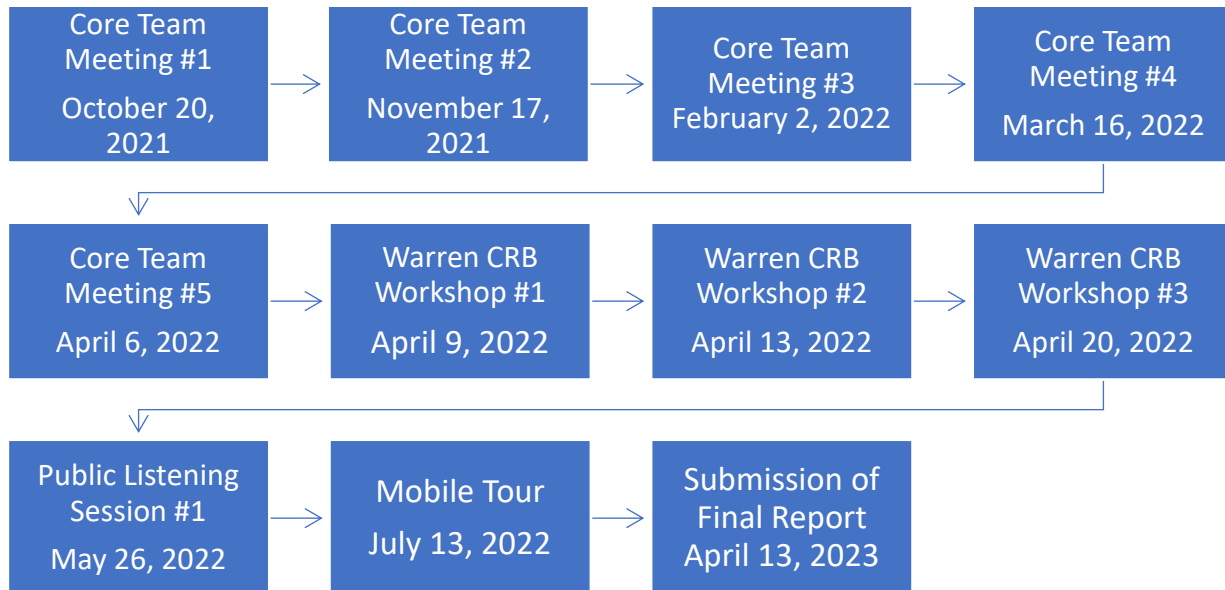 Core Team
Meeting #1
October 20,
2021
Core Team
Meeting #2
November 17,
2021
Core Team
Meeting #3
February 2, 2022
Core Team
Meeting #4
March 16, 2022
Core Team
Meeting #5
April 6, 2022
Warren CRB
Workshop #1
April 9, 2022
Warren CRB
Workshop #2
April 13, 2022
Warren CRB
Workshop #3
April 20, 2022
Public Listening
Session #1
May 26, 2022
Mobile Tour
July 13, 2022
Submission of
Final Report
April 13, 2023